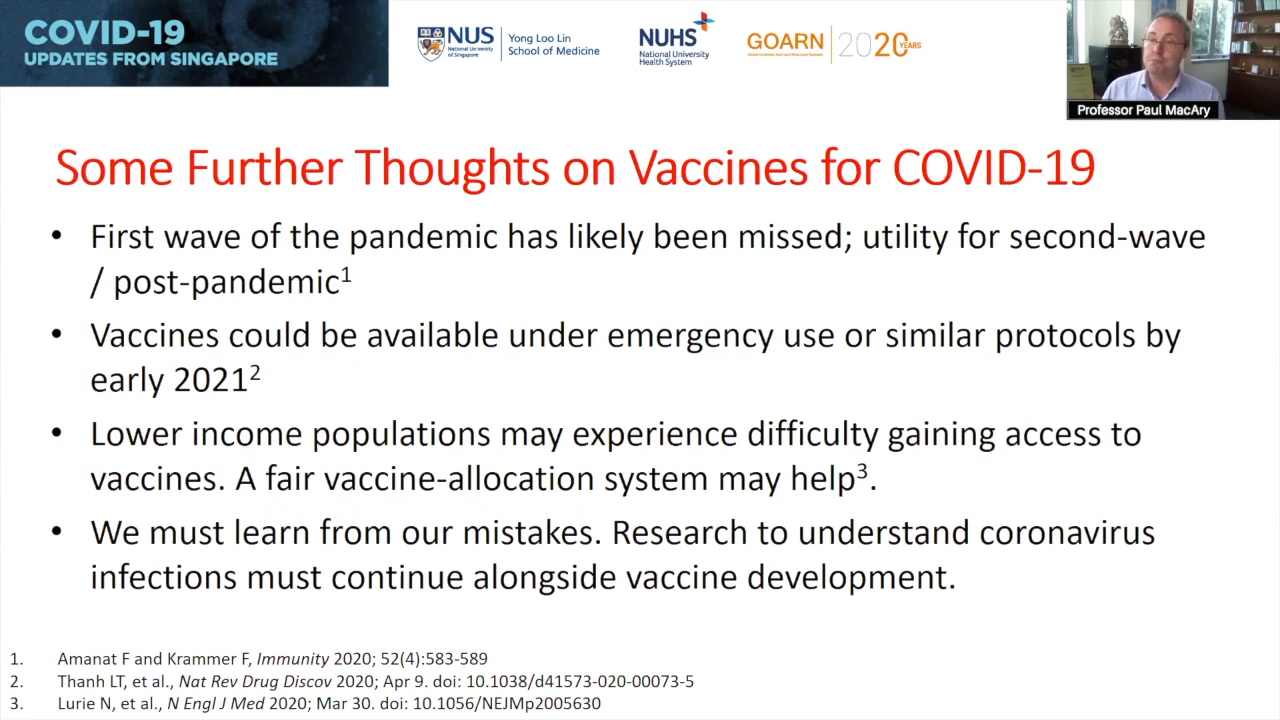 COVID-19
UPDATES FROM SINGAPORE
NUS
National University
of Singapore
Yong Loo Lin
School of Medicine
NUHS
National University
Health System
GOARN
2020 YEARS
Professor Paul MacAry
Some Further Thoughts on Vaccines for COVID-19
• First wave of the pandemic has likely been missed; utility for second-wave
/ post-pandemic¹
• Vaccines could be available under emergency use or similar protocols by
early 2021²
• Lower income populations may experience difficulty gaining access to
vaccines. A fair vaccine-allocation system may help³.
• We must learn from our mistakes. Research to understand coronavirus
infections must continue alongside vaccine development.
1. Amanat F and Krammer F, Immunity 2020; 52(4):583-589
2. Thanh LT, et al., Nat Rev Drug Discov 2020; Apr 9. doi: 10.1038/d41573-020-00073-5
3. Lurie N, et al., N Engl J Med 2020; Mar 30. doi: 10.1056/NEJMp2005630